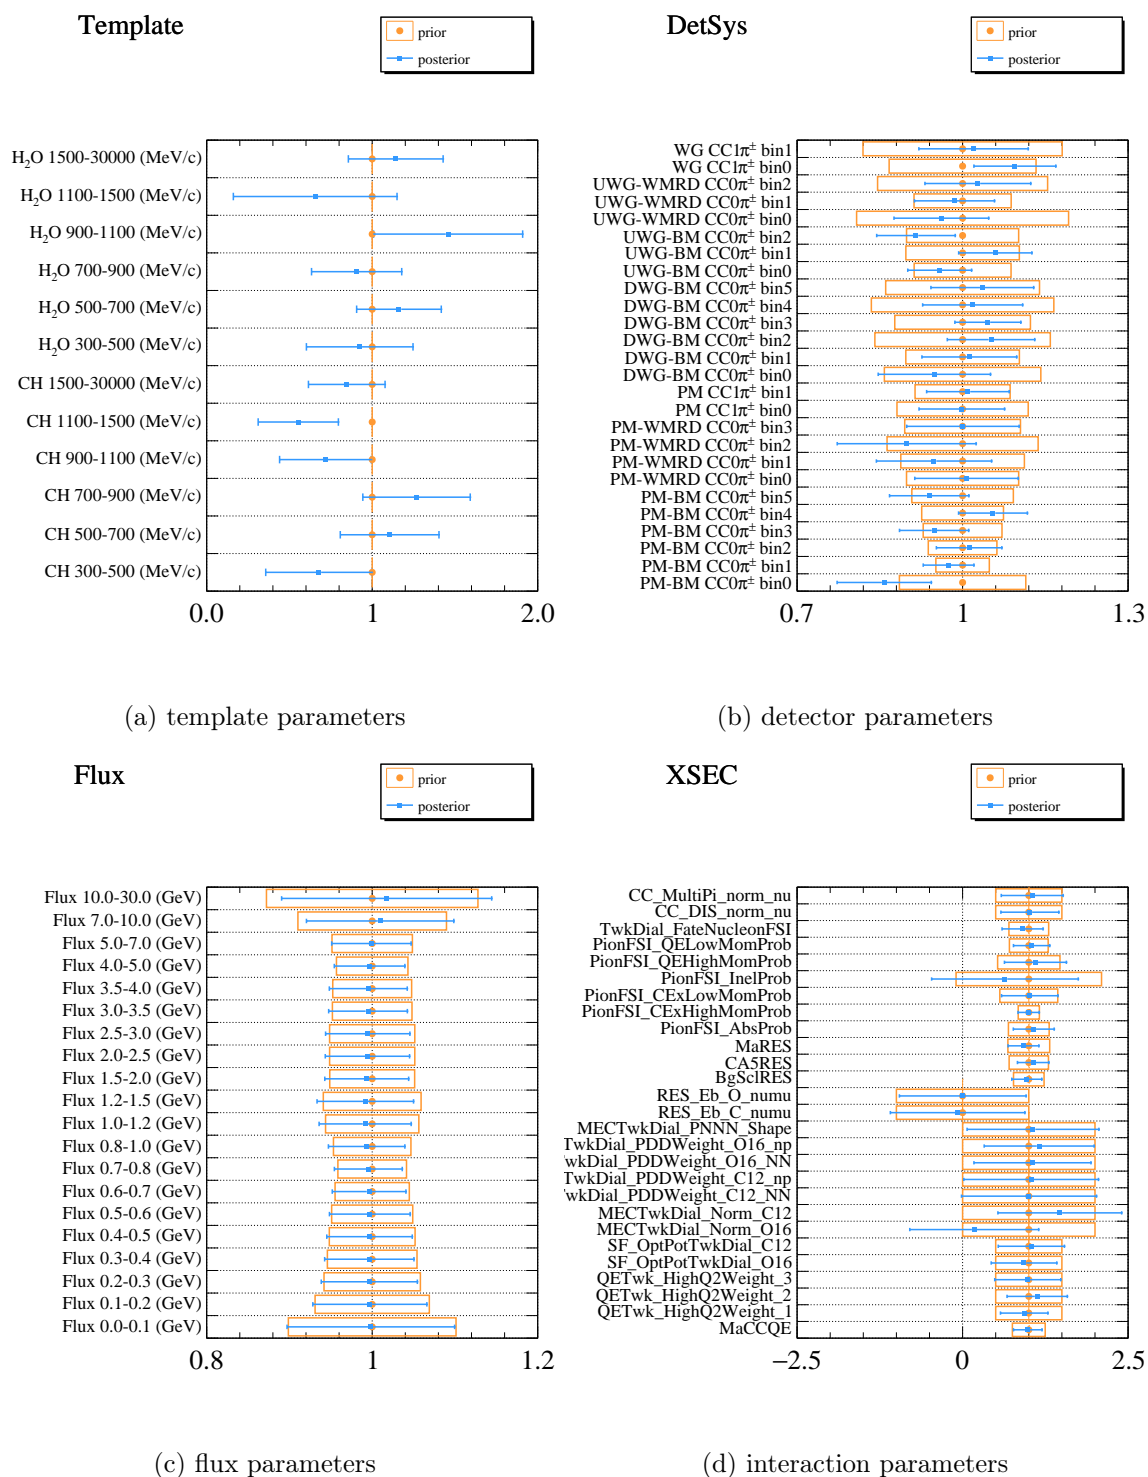 Template
prior
posterior
H₂O 1500-30000 (MeV/c)
H₂O 1100-1500 (MeV/c)
H₂O 900-1100 (MeV/c)
H₂O 700-900 (MeV/c)
H₂O 500-700 (MeV/c)
H₂O 300-500 (MeV/c)
CH 1500-30000 (MeV/c)
CH 1100-1500 (MeV/c)
CH 900-1100 (MeV/c)
CH 700-900 (MeV/c)
CH 500-700 (MeV/c)
CH 300-500 (MeV/c)
0.0 1 2.0
(a) template parameters
DetSys
prior
posterior
WG CC1π± bin1
WG CC1π± bin0
UWG-WMRD CC0π± bin2
UWG-WMRD CC0π± bin1
UWG-WMRD CC0π± bin0
UWG-BM CC0π± bin2
UWG-BM CC0π± bin1
UWG-BM CC0π± bin0
DWG-BM CC0π± bin5
DWG-BM CC0π± bin4
DWG-BM CC0π± bin3
DWG-BM CC0π± bin2
DWG-BM CC0π± bin1
DWG-BM CC0π± bin0
PM CC1π± bin1
PM CC1π± bin0
PM-WMRD CC0π± bin3
PM-WMRD CC0π± bin2
PM-WMRD CC0π± bin1
PM-WMRD CC0π± bin0
PM-BM CC0π± bin5
PM-BM CC0π± bin4
PM-BM CC0π± bin3
PM-BM CC0π± bin2
PM-BM CC0π± bin1
PM-BM CC0π± bin0
0.7 1 1.3
(b) detector parameters
Flux
prior
posterior
Flux 10.0-30.0 (GeV)
Flux 7.0-10.0 (GeV)
Flux 5.0-7.0 (GeV)
Flux 4.0-5.0 (GeV)
Flux 3.5-4.0 (GeV)
Flux 3.0-3.5 (GeV)
Flux 2.5-3.0 (GeV)
Flux 2.0-2.5 (GeV)
Flux 1.5-2.0 (GeV)
Flux 1.2-1.5 (GeV)
Flux 1.0-1.2 (GeV)
Flux 0.8-1.0 (GeV)
Flux 0.7-0.8 (GeV)
Flux 0.6-0.7 (GeV)
Flux 0.5-0.6 (GeV)
Flux 0.4-0.5 (GeV)
Flux 0.3-0.4 (GeV)
Flux 0.2-0.3 (GeV)
Flux 0.1-0.2 (GeV)
Flux 0.0-0.1 (GeV)
0.8 1 1.2
(c) flux parameters
XSEC
prior
posterior
CC_MultiPi_norm_nu
CC_DIS_norm_nu
TwkDial_FateNucleonFSI
PionFSI_QELowMomProb
PionFSI_QEHighMomProb
PionFSI_InelProb
PionFSI_CExLowMomProb
PionFSI_CExHighMomProb
PionFSI_AbsProb
MaRES
CA5RES
BgSclRES
RES_Eb_O_numu
RES_Eb_C_numu
MECTwkDial_PNNN_Shape
TwkDial_PDDWeight_O16_np
wkDial_PDDWeight_O16_NN
TwkDial_PDDWeight_C12_np
TwkDial_PDDWeight_C12_NN
MECTwkDial_Norm_C12
MECTwkDial_Norm_O16
SF_OptPotTwkDial_C12
SF_OptPotTwkDial_O16
QETwk_HighQ2Weight_3
QETwk_HighQ2Weight_2
QETwk_HighQ2Weight_1
MaCCQE
−2.5 0 2.5
(d) interaction parameters